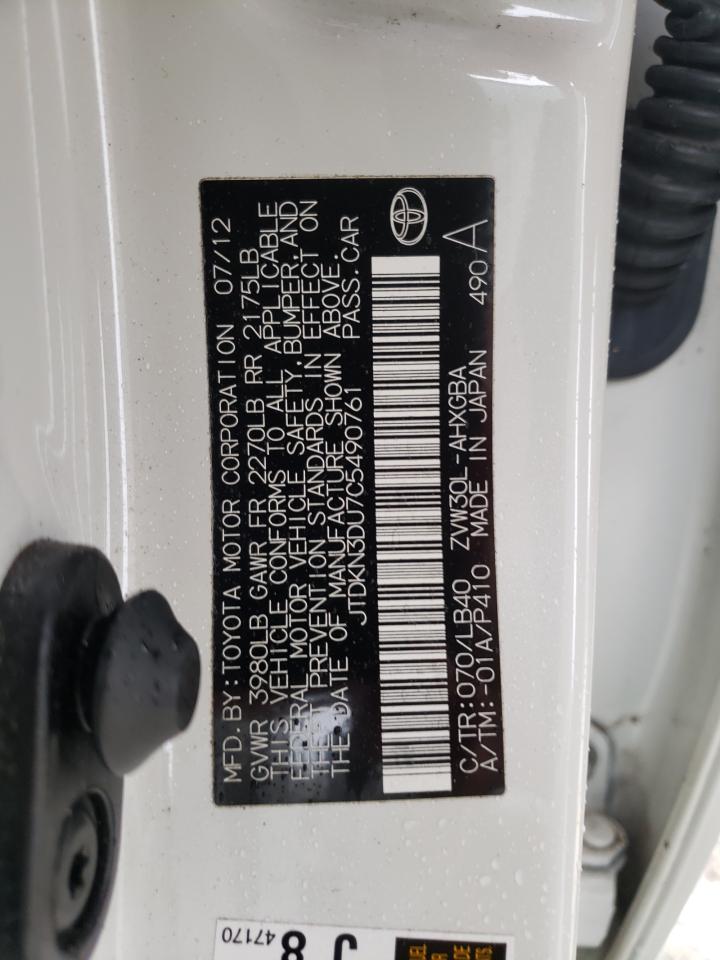 MFD. BY: TOYOTA MOTOR CORPORATION 07/12
GVWR 3980LB GAWR FR 2270LB RR 2175LB
THIS VEHICLE CONFORMS TO ALL APPLICABLE
FEDERAL MOTOR VEHICLE SAFETY, BUMPER, AND
THEFT PREVENTION STANDARDS IN EFFECT ON
THE DATE OF MANUFACTURE SHOWN ABOVE.
JTDKN3DU7C5490761 PASS. CAR
C/TR: 070/LB40 ZVW30L-AHXGBA
A/TM: -01A/P410 MADE IN JAPAN 490 A
47170
J8